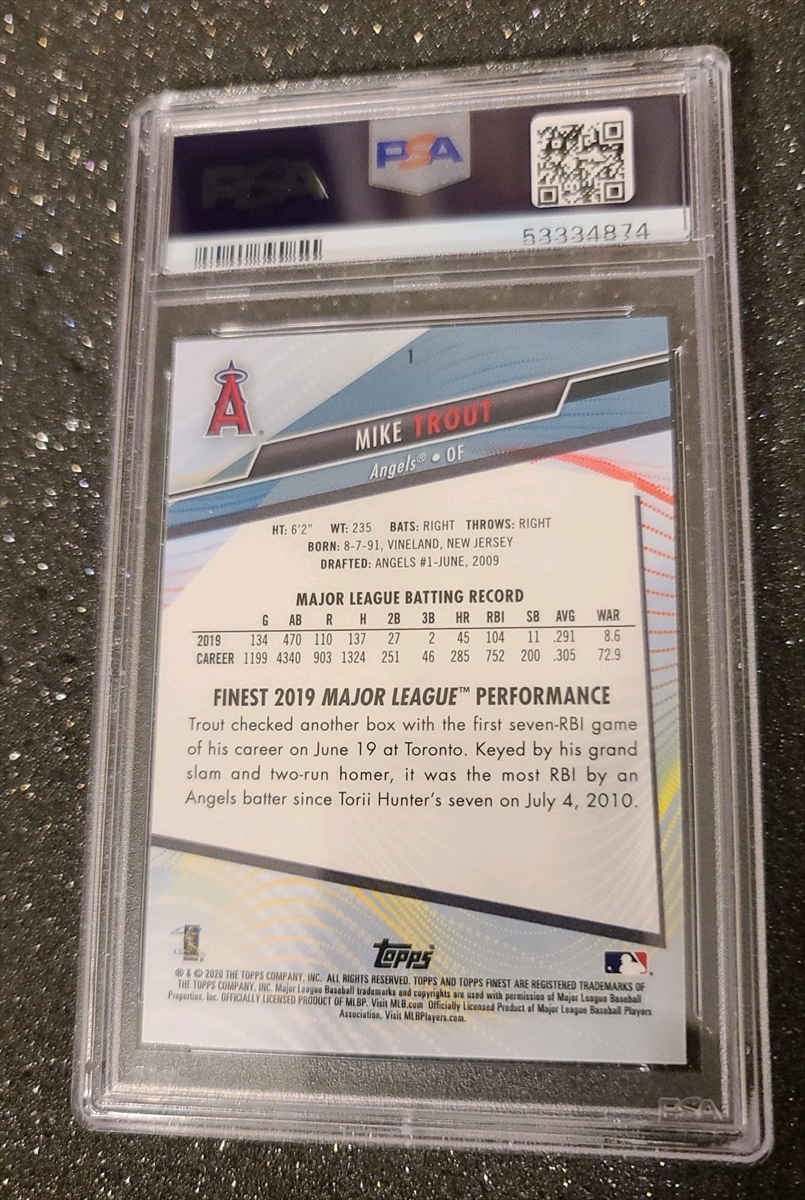 PSA
PSA
53334874
1
A
MIKE TROUT
Angels® • OF
HT: 6'2" WT: 235 BATS: RIGHT THROWS: RIGHT
BORN: 8-7-91, VINELAND, NEW JERSEY
DRAFTED: ANGELS #1-JUNE, 2009
MAJOR LEAGUE BATTING RECORD
G AB R H 2B 3B HR RBI SB AVG WAR
2019 134 470 110 137 27 2 45 104 11 .291 8.6
CAREER 1199 4340 903 1324 251 46 285 752 200 .305 72.9
FINEST 2019 MAJOR LEAGUE™ PERFORMANCE
Trout checked another box with the first seven-RBI game
of his career on June 19 at Toronto. Keyed by his grand
slam and two-run homer, it was the most RBI by an
Angels batter since Torii Hunter's seven on July 4, 2010.
topps®
® & © 2020 THE TOPPS COMPANY, INC. ALL RIGHTS RESERVED. TOPPS AND TOPPS FINEST ARE REGISTERED TRADEMARKS OF
THE TOPPS COMPANY, INC. Major League Baseball trademarks and copyrights are used with permission of Major League Baseball
Properties, Inc. OFFICIALLY LICENSED PRODUCT OF MLBP. Visit MLB.com Officially Licensed Product of Major League Baseball Players
Association. Visit MLBPlayers.com.
PSA